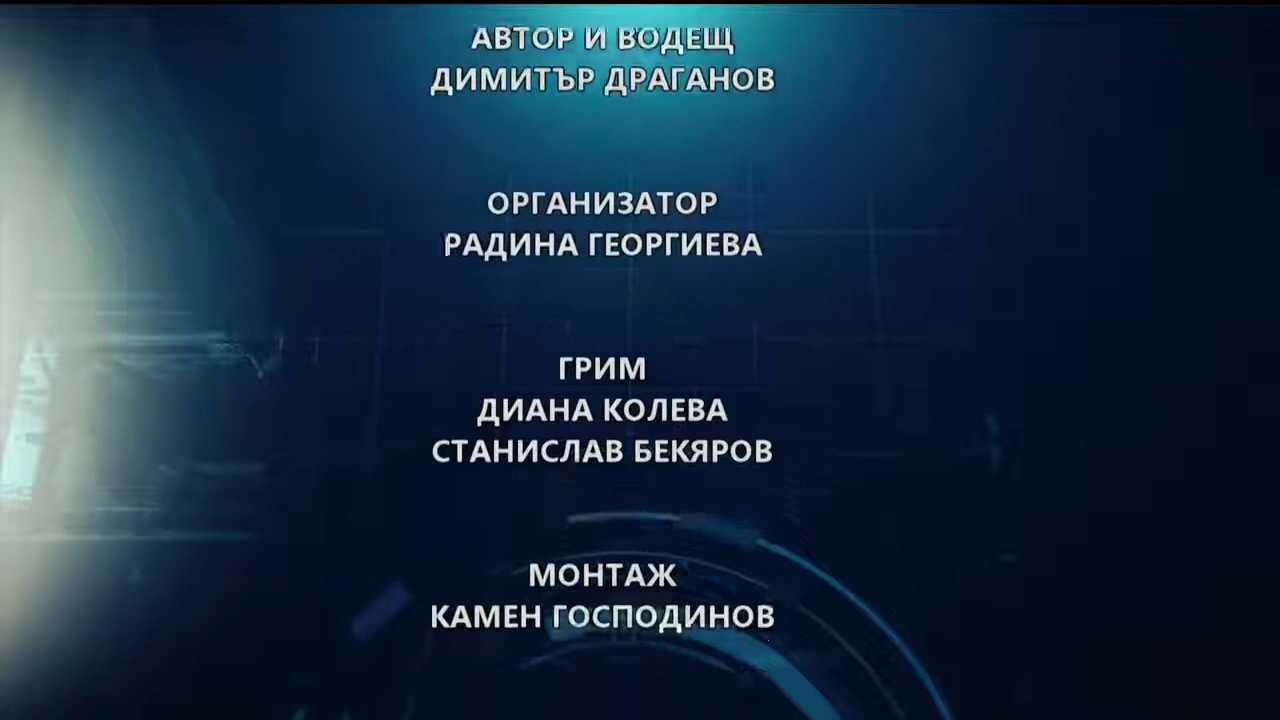 АВТОР И ВОДЕЩ
ДИМИТЪР ДРАГАНОВ
ОРГАНИЗАТОР
РАДИНА ГЕОРГИЕВА
ГРИМ
ДИАНА КОЛЕВА
СТАНИСЛАВ БЕКЯРОВ
МОНТАЖ
КАМЕН ГОСПОДИНОВ